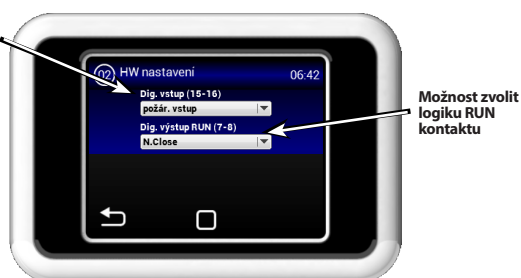 02 HW nastavení 06:42
Dig. vstup (15-16)
požár. vstup
Dig. výstup RUN (7-8)
N.Close
Možnost zvolit
logiku RUN
kontaktu